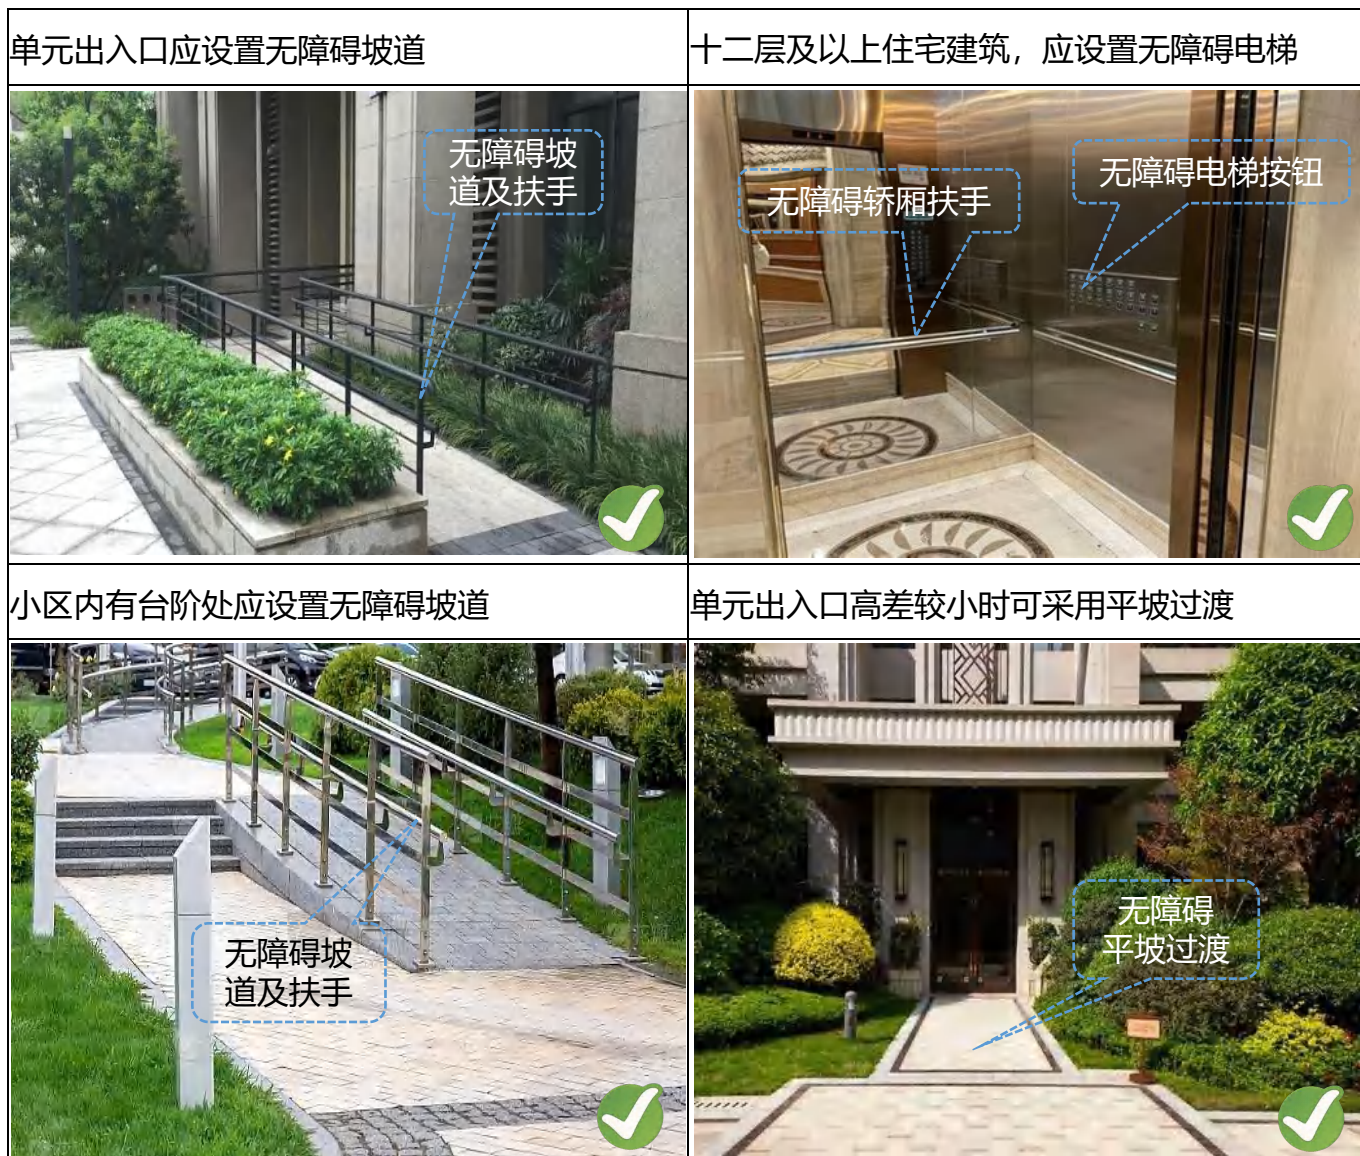 单元出入口应设置无障碍坡道
十二层及以上住宅建筑，应设置无障碍电梯
无障碍坡
道及扶手
无障碍轿厢扶手
无障碍电梯按钮
小区内有台阶处应设置无障碍坡道
单元出入口高差较小时可采用平坡过渡
无障碍坡
道及扶手
无障碍
平坡过渡